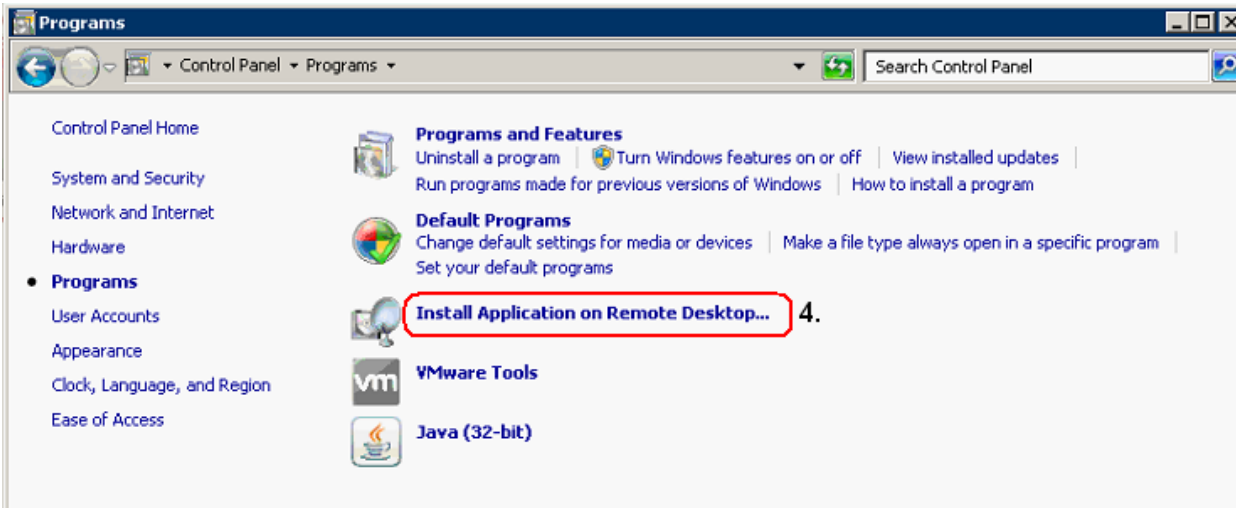 Programs
Control Panel Programs
Search Control Panel
Control Panel Home
System and Security
Network and Internet
Hardware
Programs
User Accounts
Appearance
Clock, Language, and Region
Ease of Access
Programs and Features
Uninstall a program Turn Windows features on or off View installed updates
Run programs made for previous versions of Windows How to install a program
Default Programs
Change default settings for media or devices Make a file type always open in a specific program
Set your default programs
Install Application on Remote Desktop... 4.
vm VMware Tools
Java (32-bit)